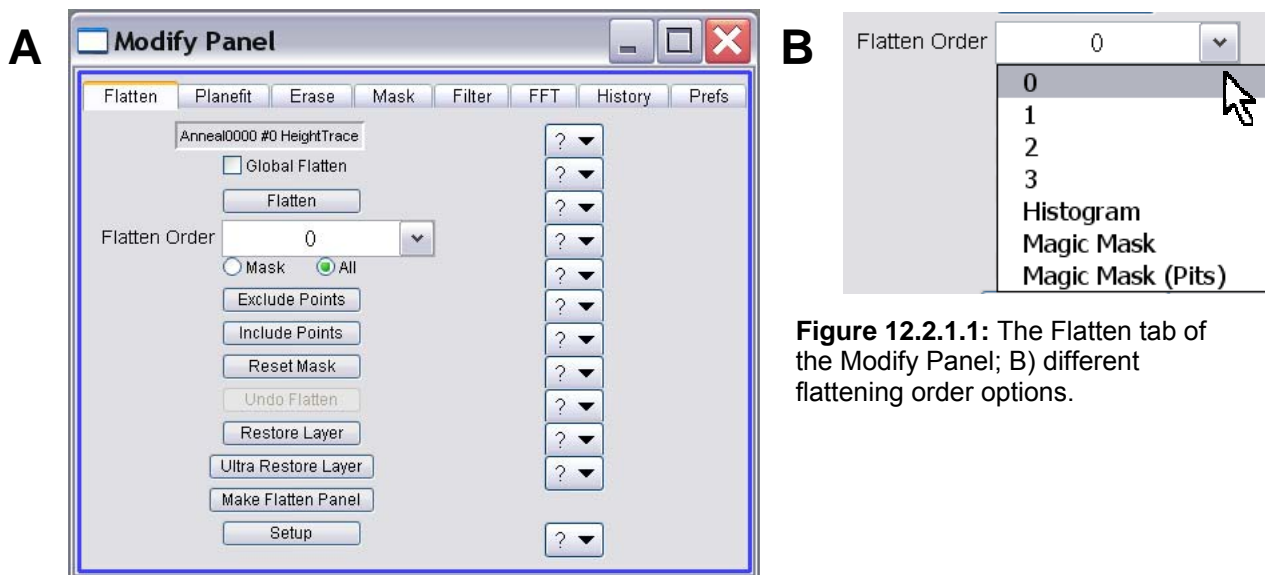 A
Modify Panel
Flatten Planefit Erase Mask Filter FFT History Prefs
Anneal0000 #0 HeightTrace
?
Global Flatten
?
Flatten
?
Flatten Order 0
?
Mask All
?
Exclude Points
?
Include Points
?
Reset Mask
?
Undo Flatten
?
Restore Layer
?
Ultra Restore Layer
?
Make Flatten Panel
Setup
?
B
Flatten Order 0
0
1
2
3
Histogram
Magic Mask
Magic Mask (Pits)
Figure 12.2.1.1: The Flatten tab of
the Modify Panel; B) different
flattening order options.